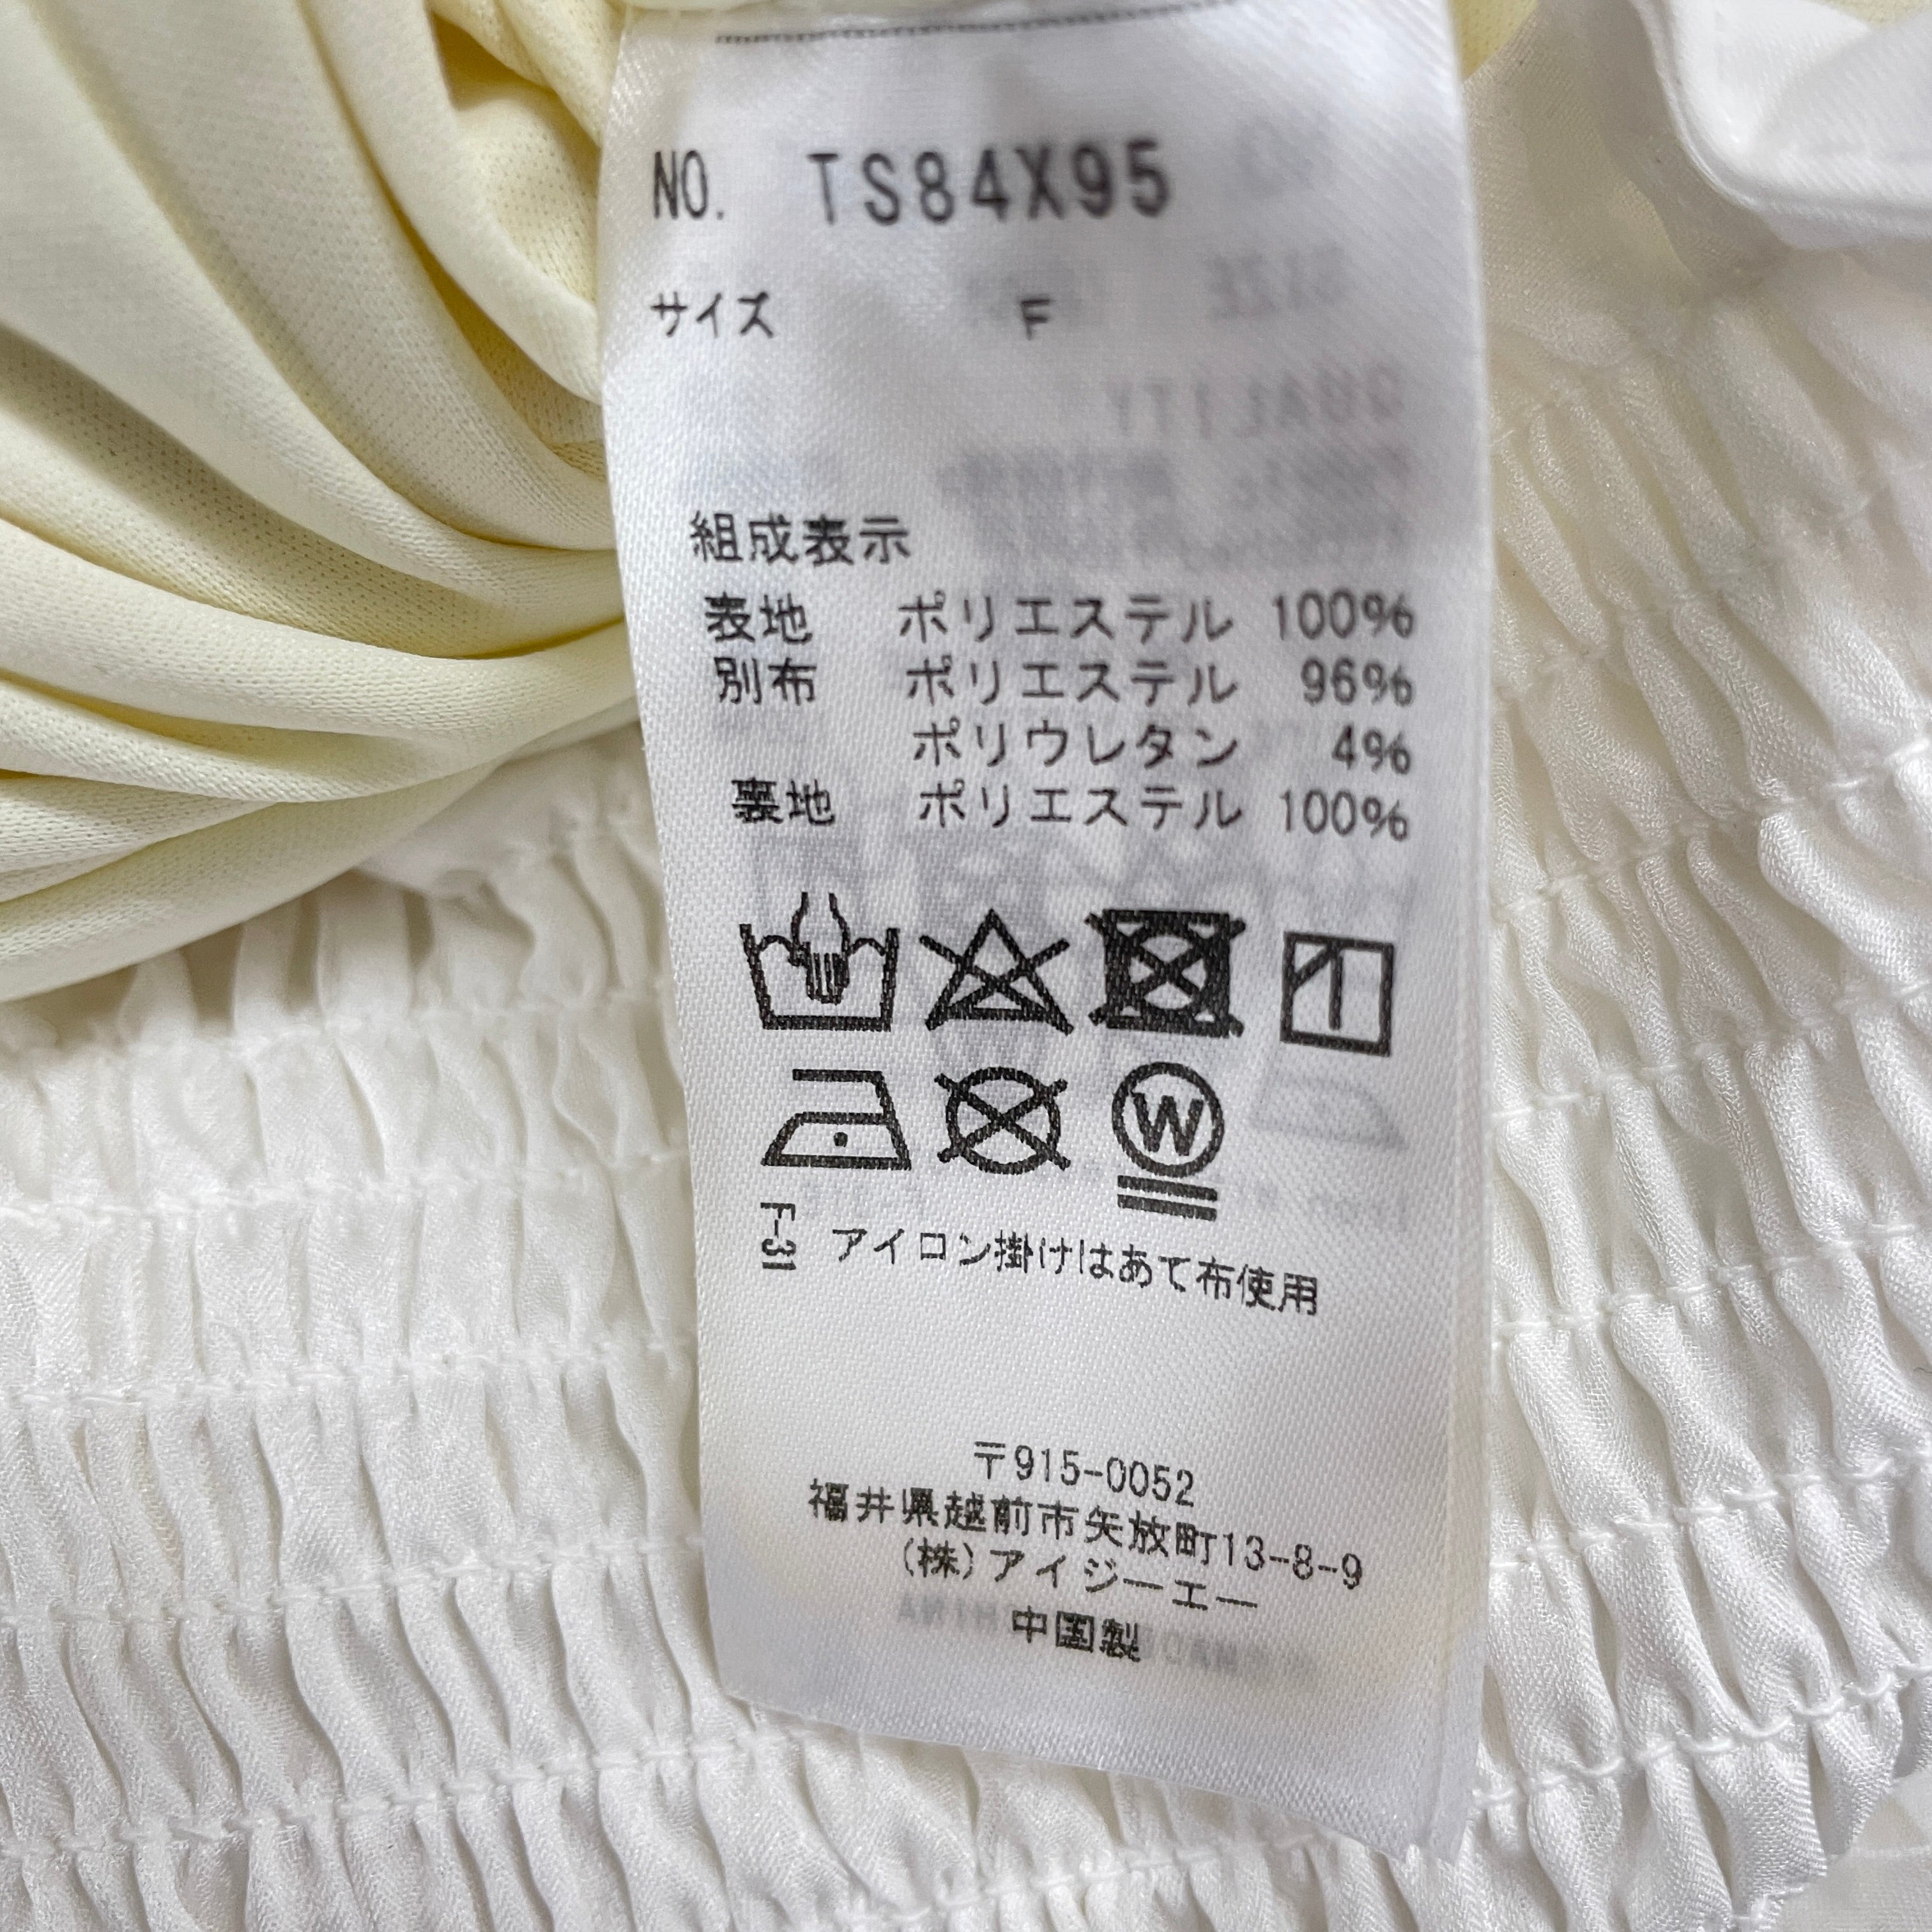 NO. TS84X95
サイズ F
組成表示
表地 ポリエステル 100%
別布 ポリエステル 96%
ポリウレタン 4%
裏地 ポリエステル 100%
W
F-31 アイロン掛けはあて布使用
〒915-0052
福井県越前市矢放町13-8-9
(株)アイジーエー
中国製